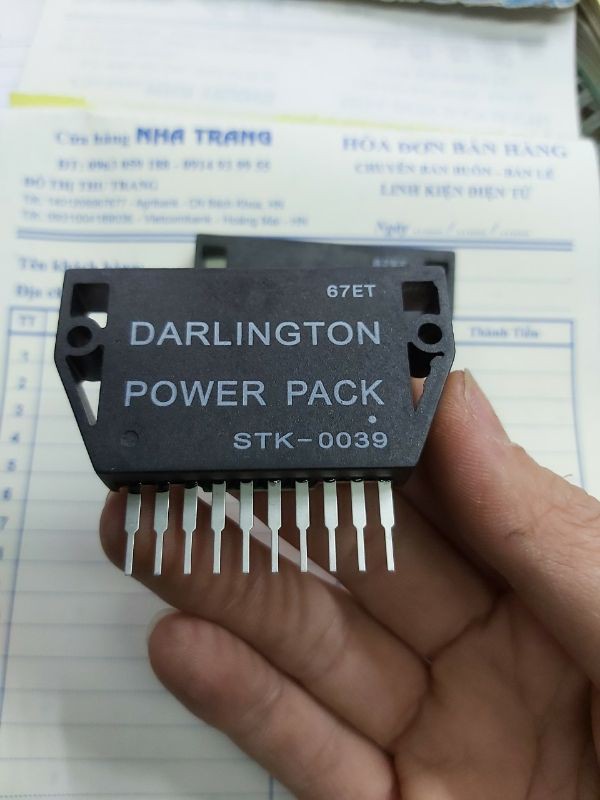 Cửa hàng NHA TRANG
HÓA ĐƠN BÁN HÀNG
CHUYÊN BÁN BUÔN - BÁN LẺ
LINH KIỆN ĐIỆN TỬ
ĐỖ THỊ THU TRANG
Ngày ..... / ..... / .....
Tên khách hàng:
Địa
TT
Thành Tiền
1
2
3
4
5
6
7
67ET
DARLINGTON
POWER PACK
STK-0039